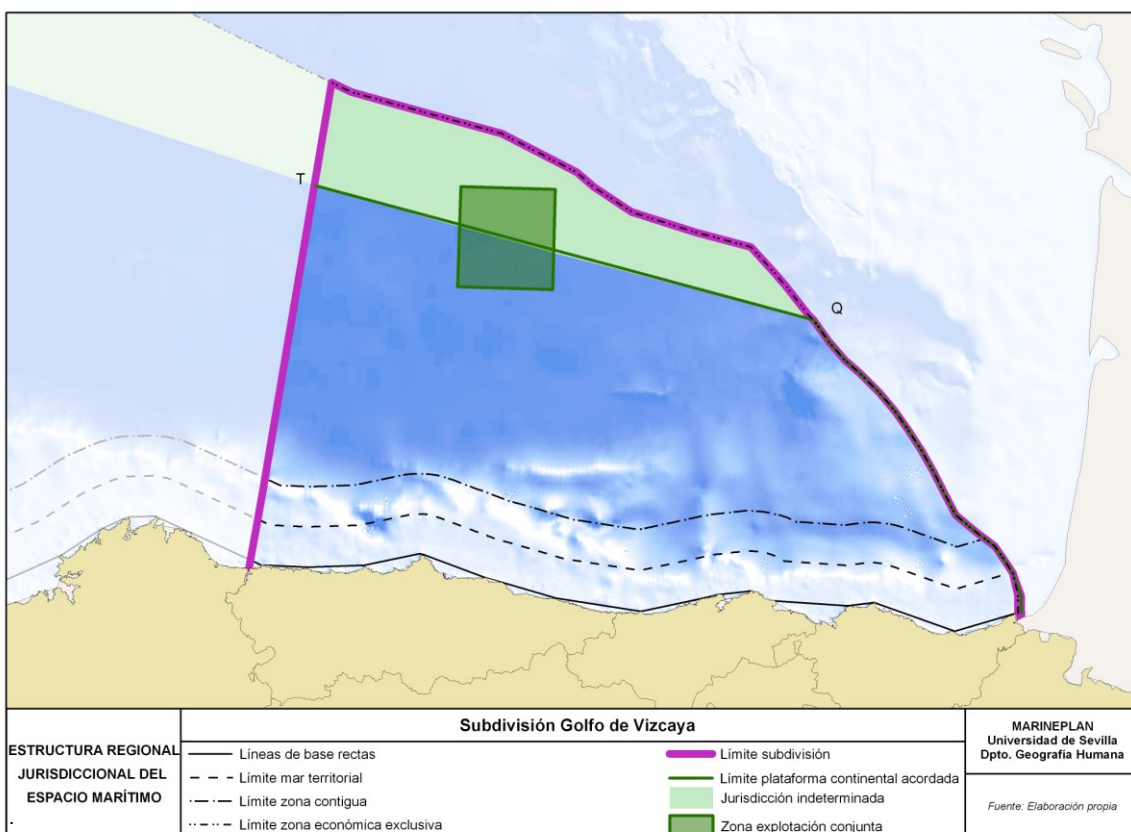 T
Q
ESTRUCTURA REGIONAL
JURISDICCIONAL DEL
ESPACIO MARÍTIMO
.
Subdivisión Golfo de Vizcaya
Líneas de base rectas
Límite mar territorial
Límite zona contigua
Límite zona económica exclusiva
Límite subdivisión
Límite plataforma continental acordada
Jurisdicción indeterminada
Zona explotación conjunta
MARINEPLAN
Universidad de Sevilla
Dpto. Geografía Humana
Fuente: Elaboración propia